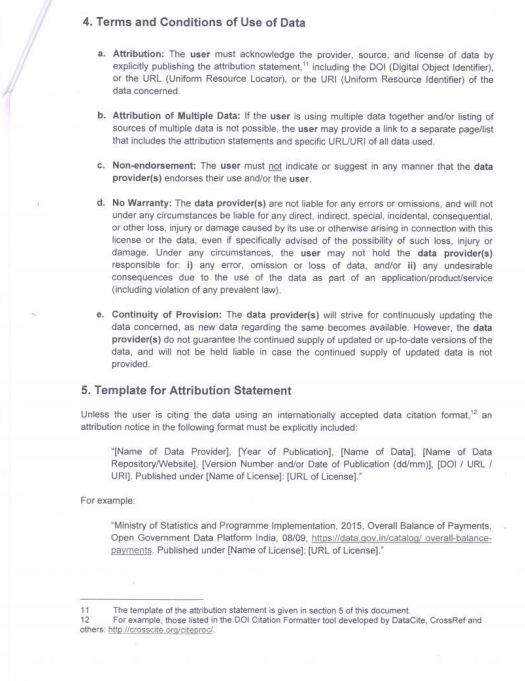 4. Terms and Conditions of Use of Data
a. Attribution: The user must acknowledge the provider, source, and license of data by
explicitly publishing the attribution statement,11 including the DOI (Digital Object Identifier),
or the URL (Uniform Resource Locator), or the URI (Uniform Resource Identifier) of the
data concerned.
b. Attribution of Multiple Data: If the user is using multiple data together and/or listing of
sources of multiple data is not possible, the user may provide a link to a separate page/list
that includes the attribution statements and specific URL/URI of all data used.
c. Non-endorsement: The user must not indicate or suggest in any manner that the data
provider(s) endorses their use and/or the user.
d. No Warranty: The data provider(s) are not liable for any errors or omissions, and will not
under any circumstances be liable for any direct, indirect, special, incidental, consequential,
or other loss, injury or damage caused by its use or otherwise arising in connection with this
license or the data, even if specifically advised of the possibility of such loss, injury or
damage. Under any circumstances, the user may not hold the data provider(s)
responsible for: i) any error, omission or loss of data, and/or ii) any undesirable
consequences due to the use of the data as part of an application/product/service
(including violation of any prevalent law).
e. Continuity of Provision: The data provider(s) will strive for continuously updating the
data concerned, as new data regarding the same becomes available. However, the data
provider(s) do not guarantee the continued supply of updated or up-to-date versions of the
data, and will not be held liable in case the continued supply of updated data is not
provided.
5. Template for Attribution Statement
Unless the user is citing the data using an internationally accepted data citation format,12 an
attribution notice in the following format must be explicitly included:
"[Name of Data Provider], [Year of Publication], [Name of Data], [Name of Data
Repository/Website], [Version Number and/or Date of Publication (dd/mm)], [DOI / URL /
URI]. Published under [Name of License]: [URL of License]."
For example:
"Ministry of Statistics and Programme Implementation, 2015, Overall Balance of Payments,
Open Government Data Platform India, 08/09, https://data.gov.in/catalog/ overall-balance-
payments. Published under [Name of License]: [URL of License]."
11 The template of the attribution statement is given in section 5 of this document.
12 For example, those listed in the DOI Citation Formatter tool developed by DataCite, CrossRef and
others: http://crosscite.org/citeproc/.